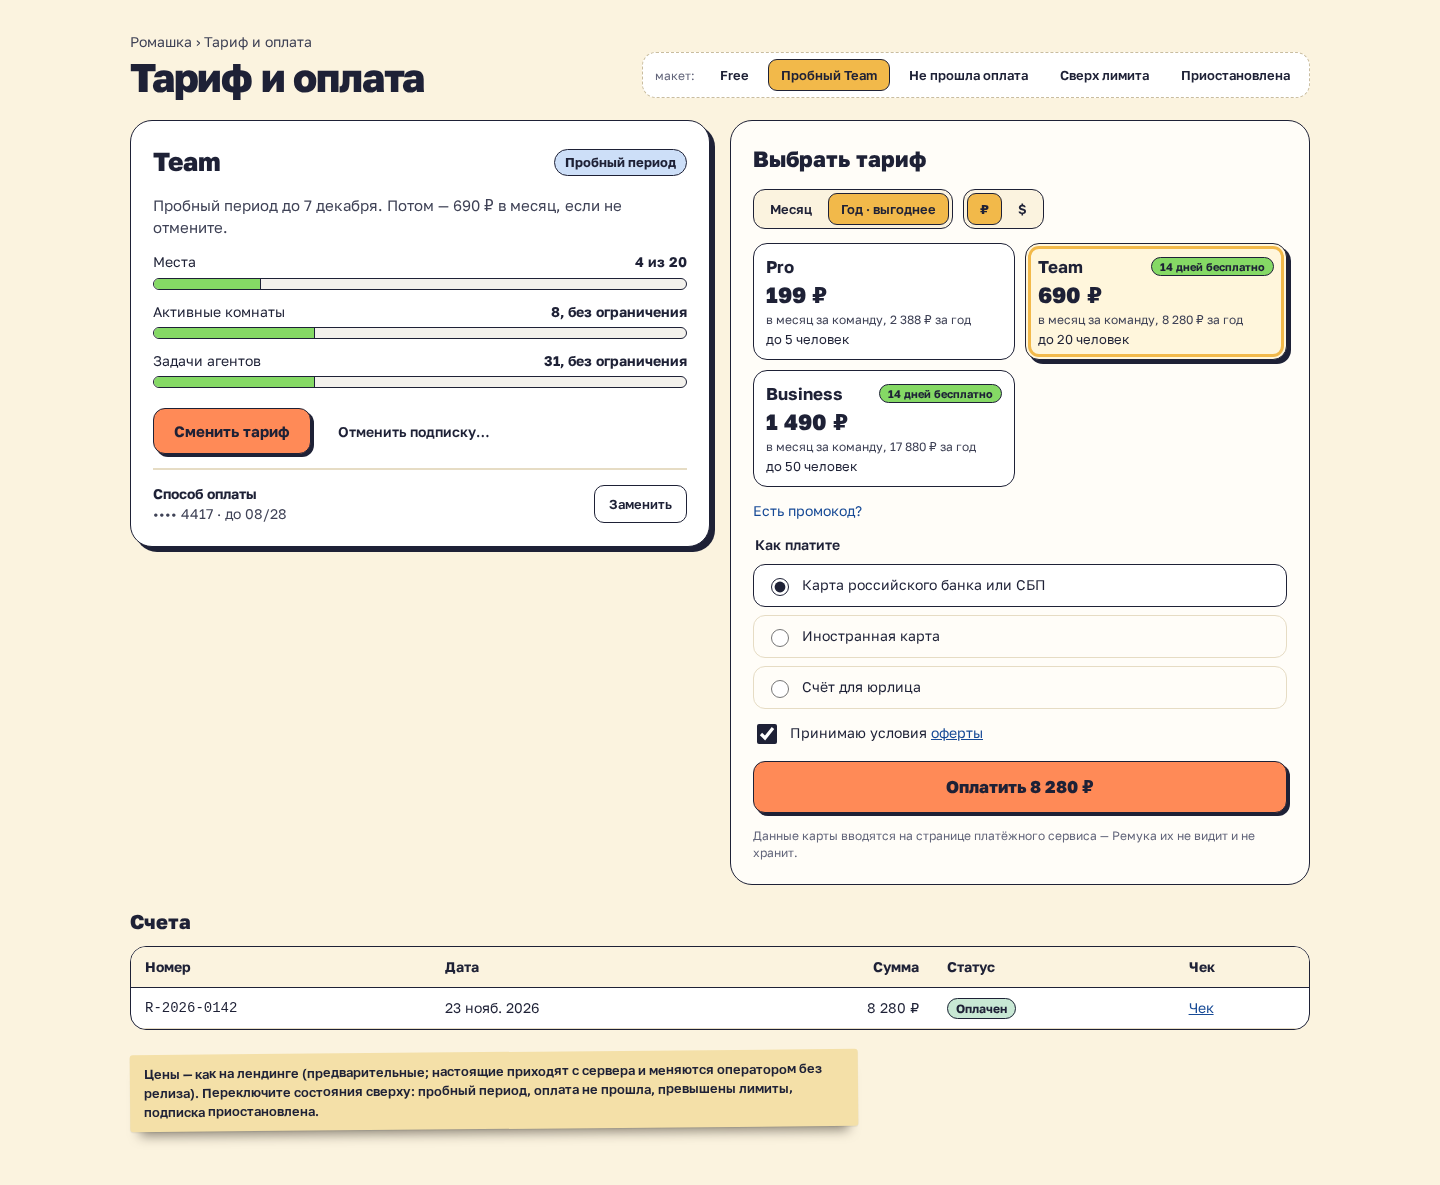 Ромашка › Тариф и оплата
Тариф и оплата
макет: Free Пробный Team Не прошла оплата Сверх лимита Приостановлена
Team
Пробный период
Пробный период до 7 декабря. Потом — 690 ₽ в месяц, если не
отмените.
Места 4 из 20
Активные комнаты 8, без ограничения
Задачи агентов 31, без ограничения
Сменить тариф Отменить подписку...
Способ оплаты
•••• 4417 · до 08/28
Заменить
Выбрать тариф
Месяц Год · выгоднее ₽ $
Pro
199 ₽
в месяц за команду, 2 388 ₽ за год
до 5 человек
Team 14 дней бесплатно
690 ₽
в месяц за команду, 8 280 ₽ за год
до 20 человек
Business 14 дней бесплатно
1 490 ₽
в месяц за команду, 17 880 ₽ за год
до 50 человек
Есть промокод?
Как платите
Карта российского банка или СБП
Иностранная карта
Счёт для юрлица
Принимаю условия оферты
Оплатить 8 280 ₽
Данные карты вводятся на странице платёжного сервиса — Ремука их не видит и не
хранит.
Счета
Номер Дата Сумма Статус Чек
R-2026-0142 23 нояб. 2026 8 280 ₽ Оплачен Чек
Цены — как на лендинге (предварительные; настоящие приходят с сервера и меняются оператором без
релиза). Переключите состояния сверху: пробный период, оплата не прошла, превышены лимиты,
подписка приостановлена.